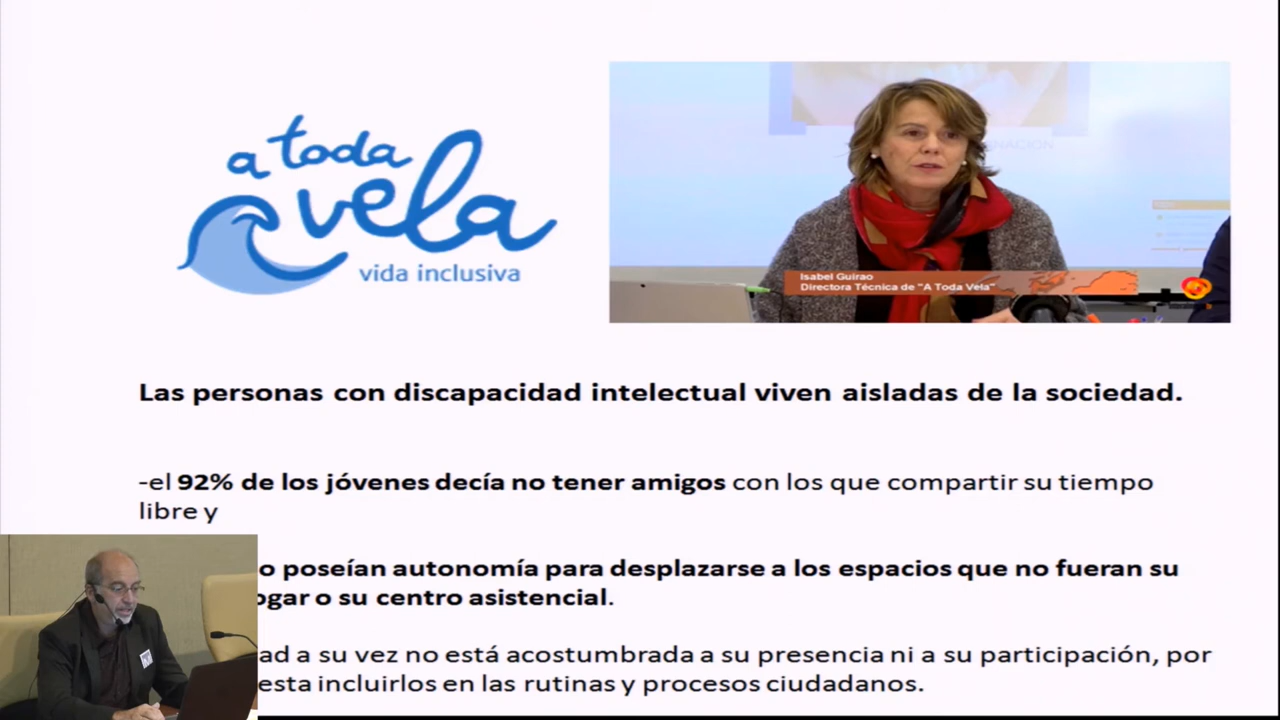 a toda
vela
vida inclusiva
Isabel Guirao
Directora Técnica de "A Toda Vela"
Las personas con discapacidad intelectual viven aisladas de la sociedad.
-el 92% de los jóvenes decía no tener amigos con los que compartir su tiempo
libre y
o poseían autonomía para desplazarse a los espacios que no fueran su
ogar o su centro asistencial.
ad a su vez no está acostumbrada a su presencia ni a su participación, por
esta incluirlos en las rutinas y procesos ciudadanos.